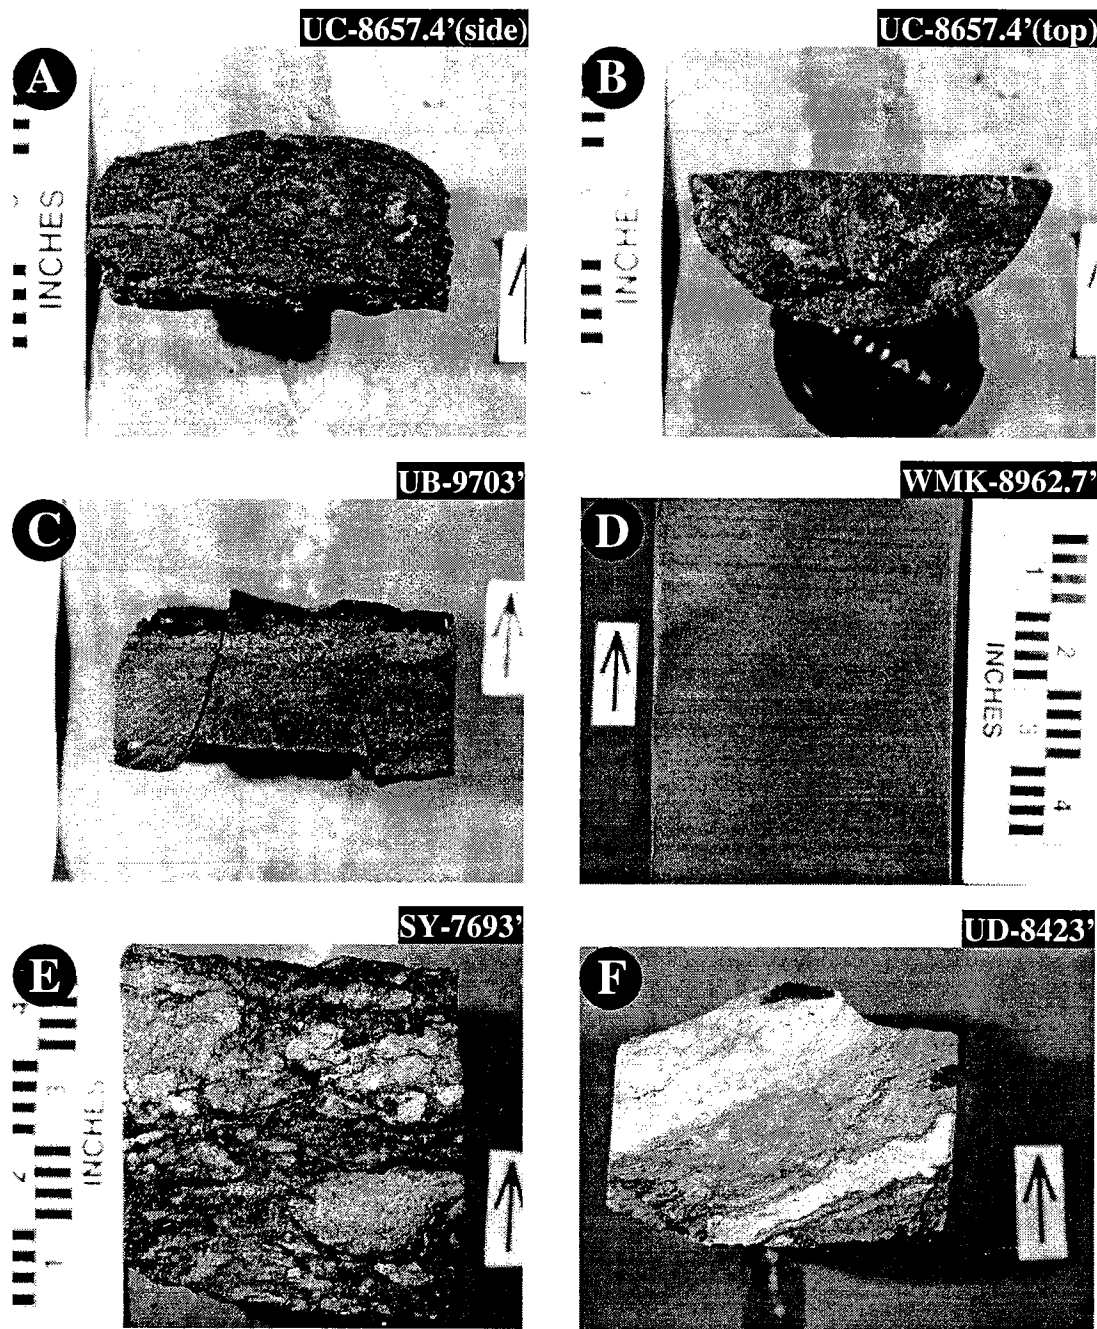 UC-8657.4'(side)
A
INCHES
UC-8657.4'(top)
B
INCHE
UB-9703'
C
WMK-8962.7'
D
1
2
3
4
INCHES
SY-7693'
E
3
2
1
INCHES
UD-8423'
F